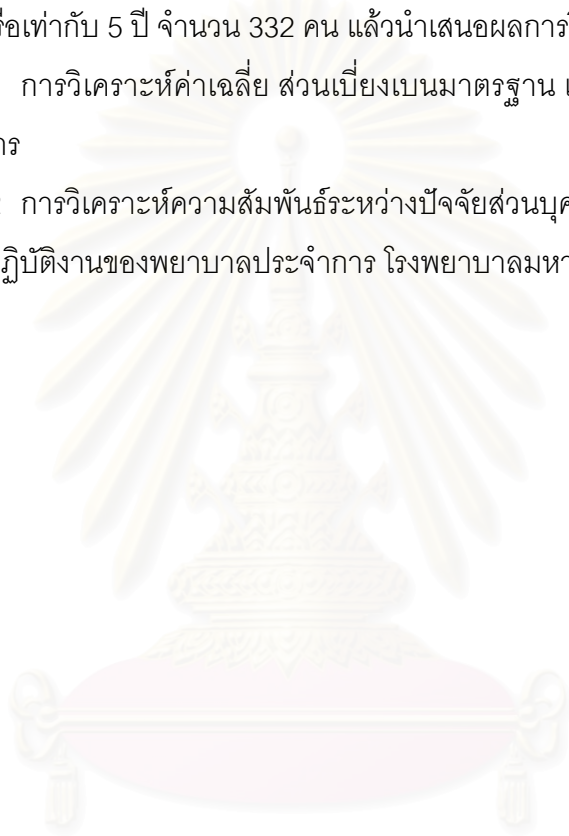 รือเท่ากับ 5 ปี จำนวน 332 คน แล้วนำเสนอผลการ
การวิเคราะห์ค่าเฉลี่ย ส่วนเบี่ยงเบนมาตรฐาน
าร
การวิเคราะห์ความสัมพันธ์ระหว่างปัจจัยส่วนบุค
ฏิบัติงานของพยาบาลประจำการ โรงพยาบาลมหา